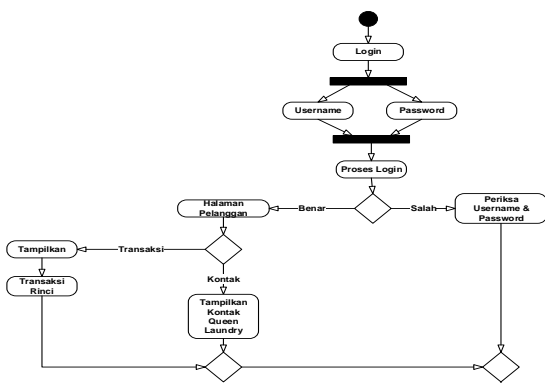 Login
Username
Password
Proses Login
Halaman
Pelanggan
Benar
Salah
Periksa
Username &
Password
Tampilkan
Transaksi
Kontak
Transaksi
Rinci
Tampilkan
Kontak
Queen
Laundry